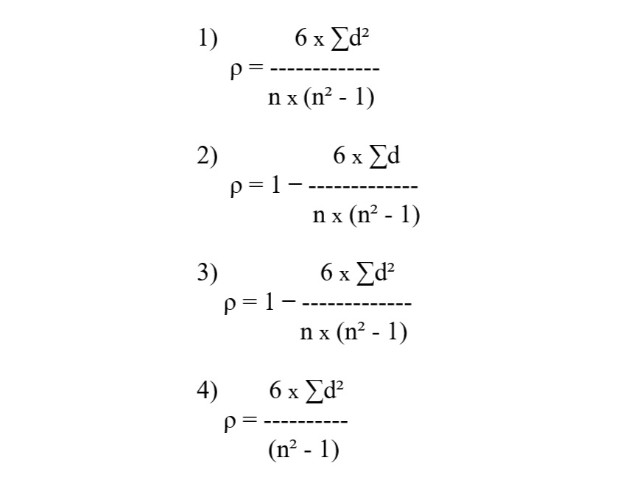 1) 6 x ∑d²
ρ = -------------
n x (n² - 1)
2) 6 x ∑d
ρ = 1 − -------------
n x (n² - 1)
3) 6 x ∑d²
ρ = 1 − -------------
n x (n² - 1)
4) 6 x ∑d²
ρ = ----------
(n² - 1)